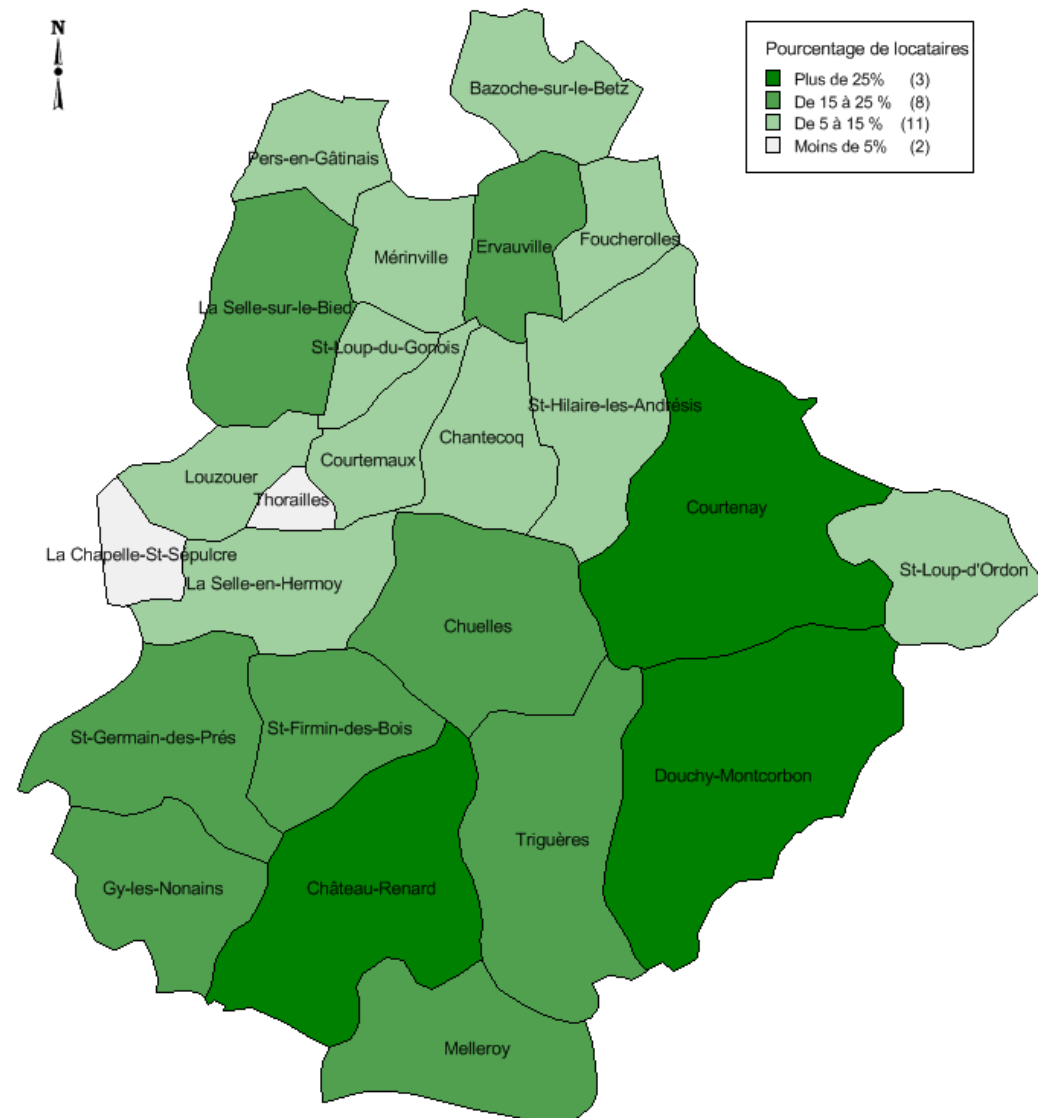 N
Pourcentage de locataires
Plus de 25% (3)
De 15 à 25 % (8)
De 5 à 15 % (11)
Moins de 5% (2)
Bazoche-sur-le-Betz
Pers-en-Gâtinais
Foucherolles
Ervauville
Mérinville
La Selle-sur-le-Bied
St-Loup-du-Gonois
St-Hilaire-les-Andrésis
Chantecoq
Courtemaux
Louzouer
Thorailles
Courtenay
La Chapelle-St-Sépulcre
St-Loup-d'Ordon
La Selle-en-Hermoy
Chuelles
St-Firmin-des-Bois
St-Germain-des-Prés
Douchy-Montcorbon
Triguères
Gy-les-Nonains
Château-Renard
Melleroy